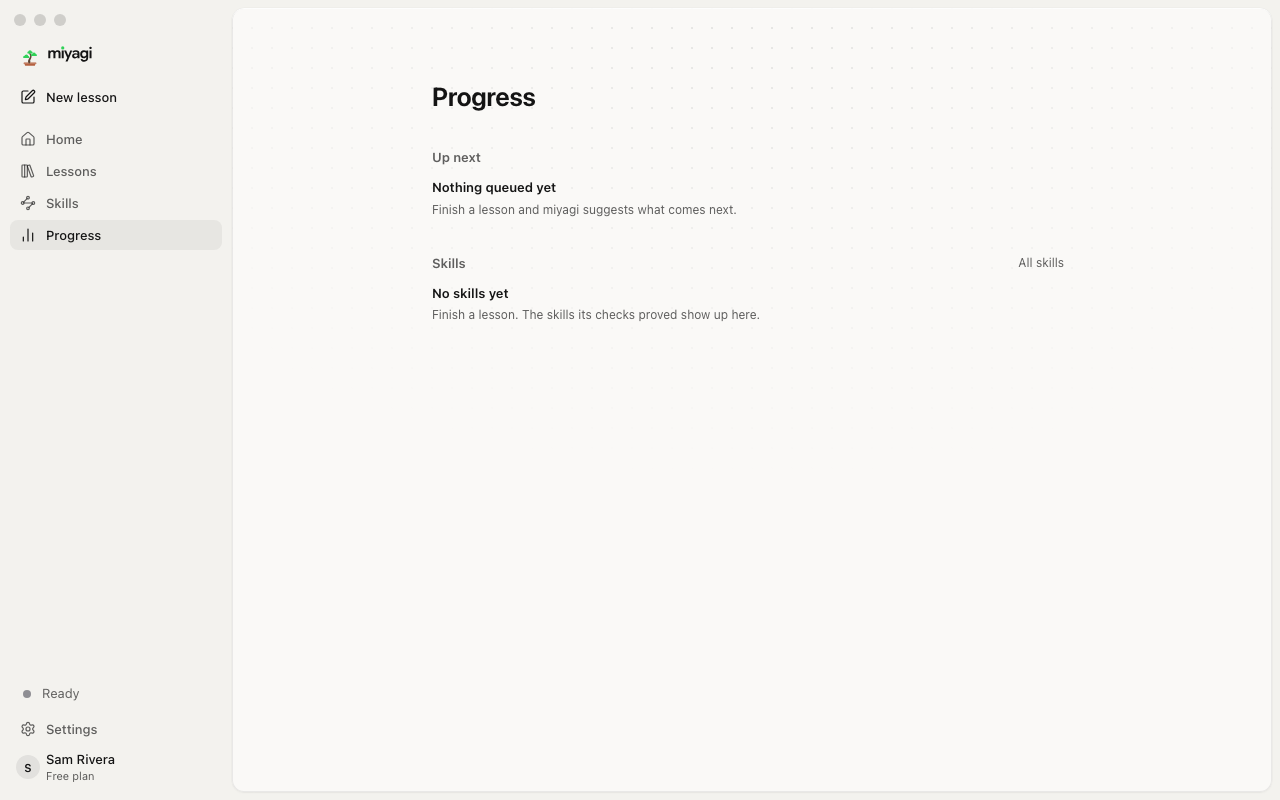 miyagi
New lesson
Home
Lessons
Skills
Progress
Ready
Settings
S
Sam Rivera
Free plan
Progress
Up next
Nothing queued yet
Finish a lesson and miyagi suggests what comes next.
Skills
All skills
No skills yet
Finish a lesson. The skills its checks proved show up here.